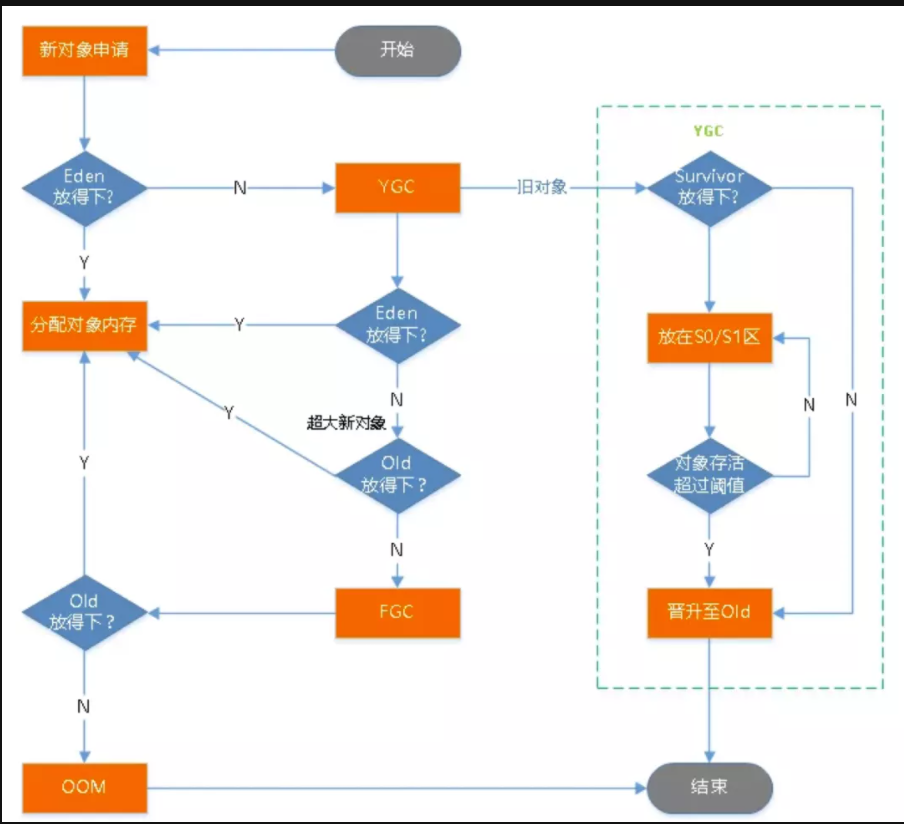 开始
新对象申请
Eden
放得下?
N
YGC
旧对象
YGC
Survivor
放得下?
Y
分配对象内存
Y
Eden
放得下?
放在S0/S1区
N
N
N
超大新对象
Y
Old
放得下？
对象存活
超过阈值
Y
N
Y
Old
放得下？
FGC
晋升至Old
N
OOM
结束